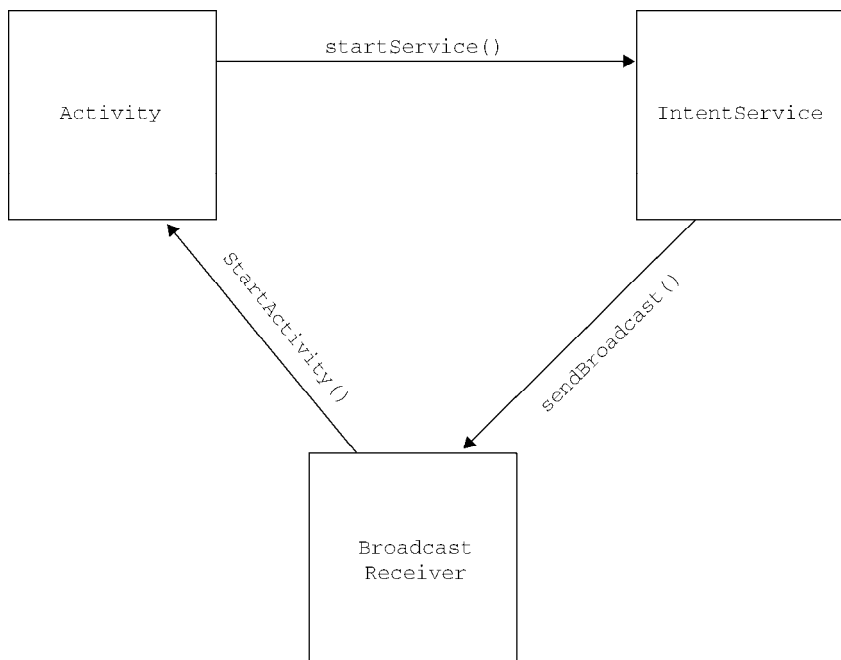 startService()
Activity
IntentService
StartActivity()
sendBroadcast()
Broadcast
Receiver